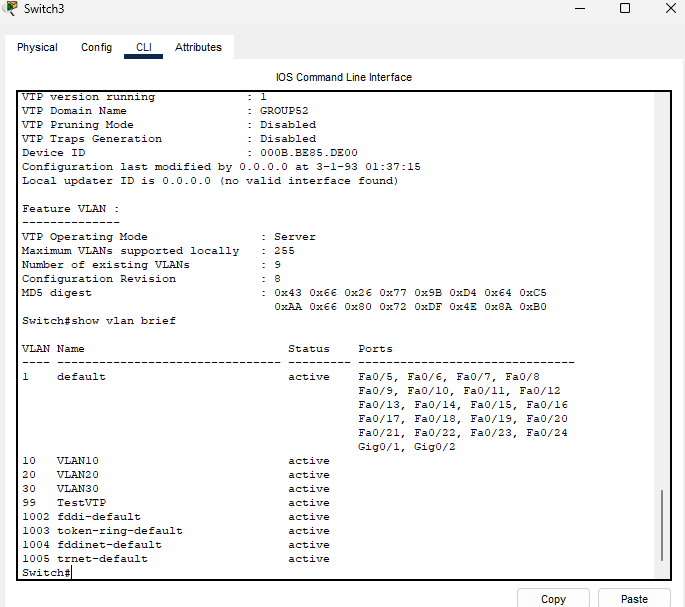 Switch3
Physical Config CLI Attributes
IOS Command Line Interface
VTP version running : 1
VTP Domain Name : GROUP52
VTP Pruning Mode : Disabled
VTP Traps Generation : Disabled
Device ID : 000B.BE85.DE00
Configuration last modified by 0.0.0.0 at 3-1-93 01:37:15
Local updater ID is 0.0.0.0 (no valid interface found)
Feature VLAN :
--------------
VTP Operating Mode : Server
Maximum VLANs supported locally : 255
Number of existing VLANs : 9
Configuration Revision : 8
MD5 digest : 0x43 0x66 0x26 0x77 0x9B 0xD4 0x64 0xC5
0xAA 0x66 0x80 0x72 0xDF 0x4E 0x8A 0xB0
Switch#show vlan brief
VLAN Name Status Ports
---- -------------------------------- --------- -------------------------------
1 default active Fa0/5, Fa0/6, Fa0/7, Fa0/8
Fa0/9, Fa0/10, Fa0/11, Fa0/12
Fa0/13, Fa0/14, Fa0/15, Fa0/16
Fa0/17, Fa0/18, Fa0/19, Fa0/20
Fa0/21, Fa0/22, Fa0/23, Fa0/24
Gig0/1, Gig0/2
10 VLAN10 active
20 VLAN20 active
30 VLAN30 active
99 TestVTP active
1002 fddi-default active
1003 token-ring-default active
1004 fddinet-default active
1005 trnet-default active
Switch#
Copy Paste